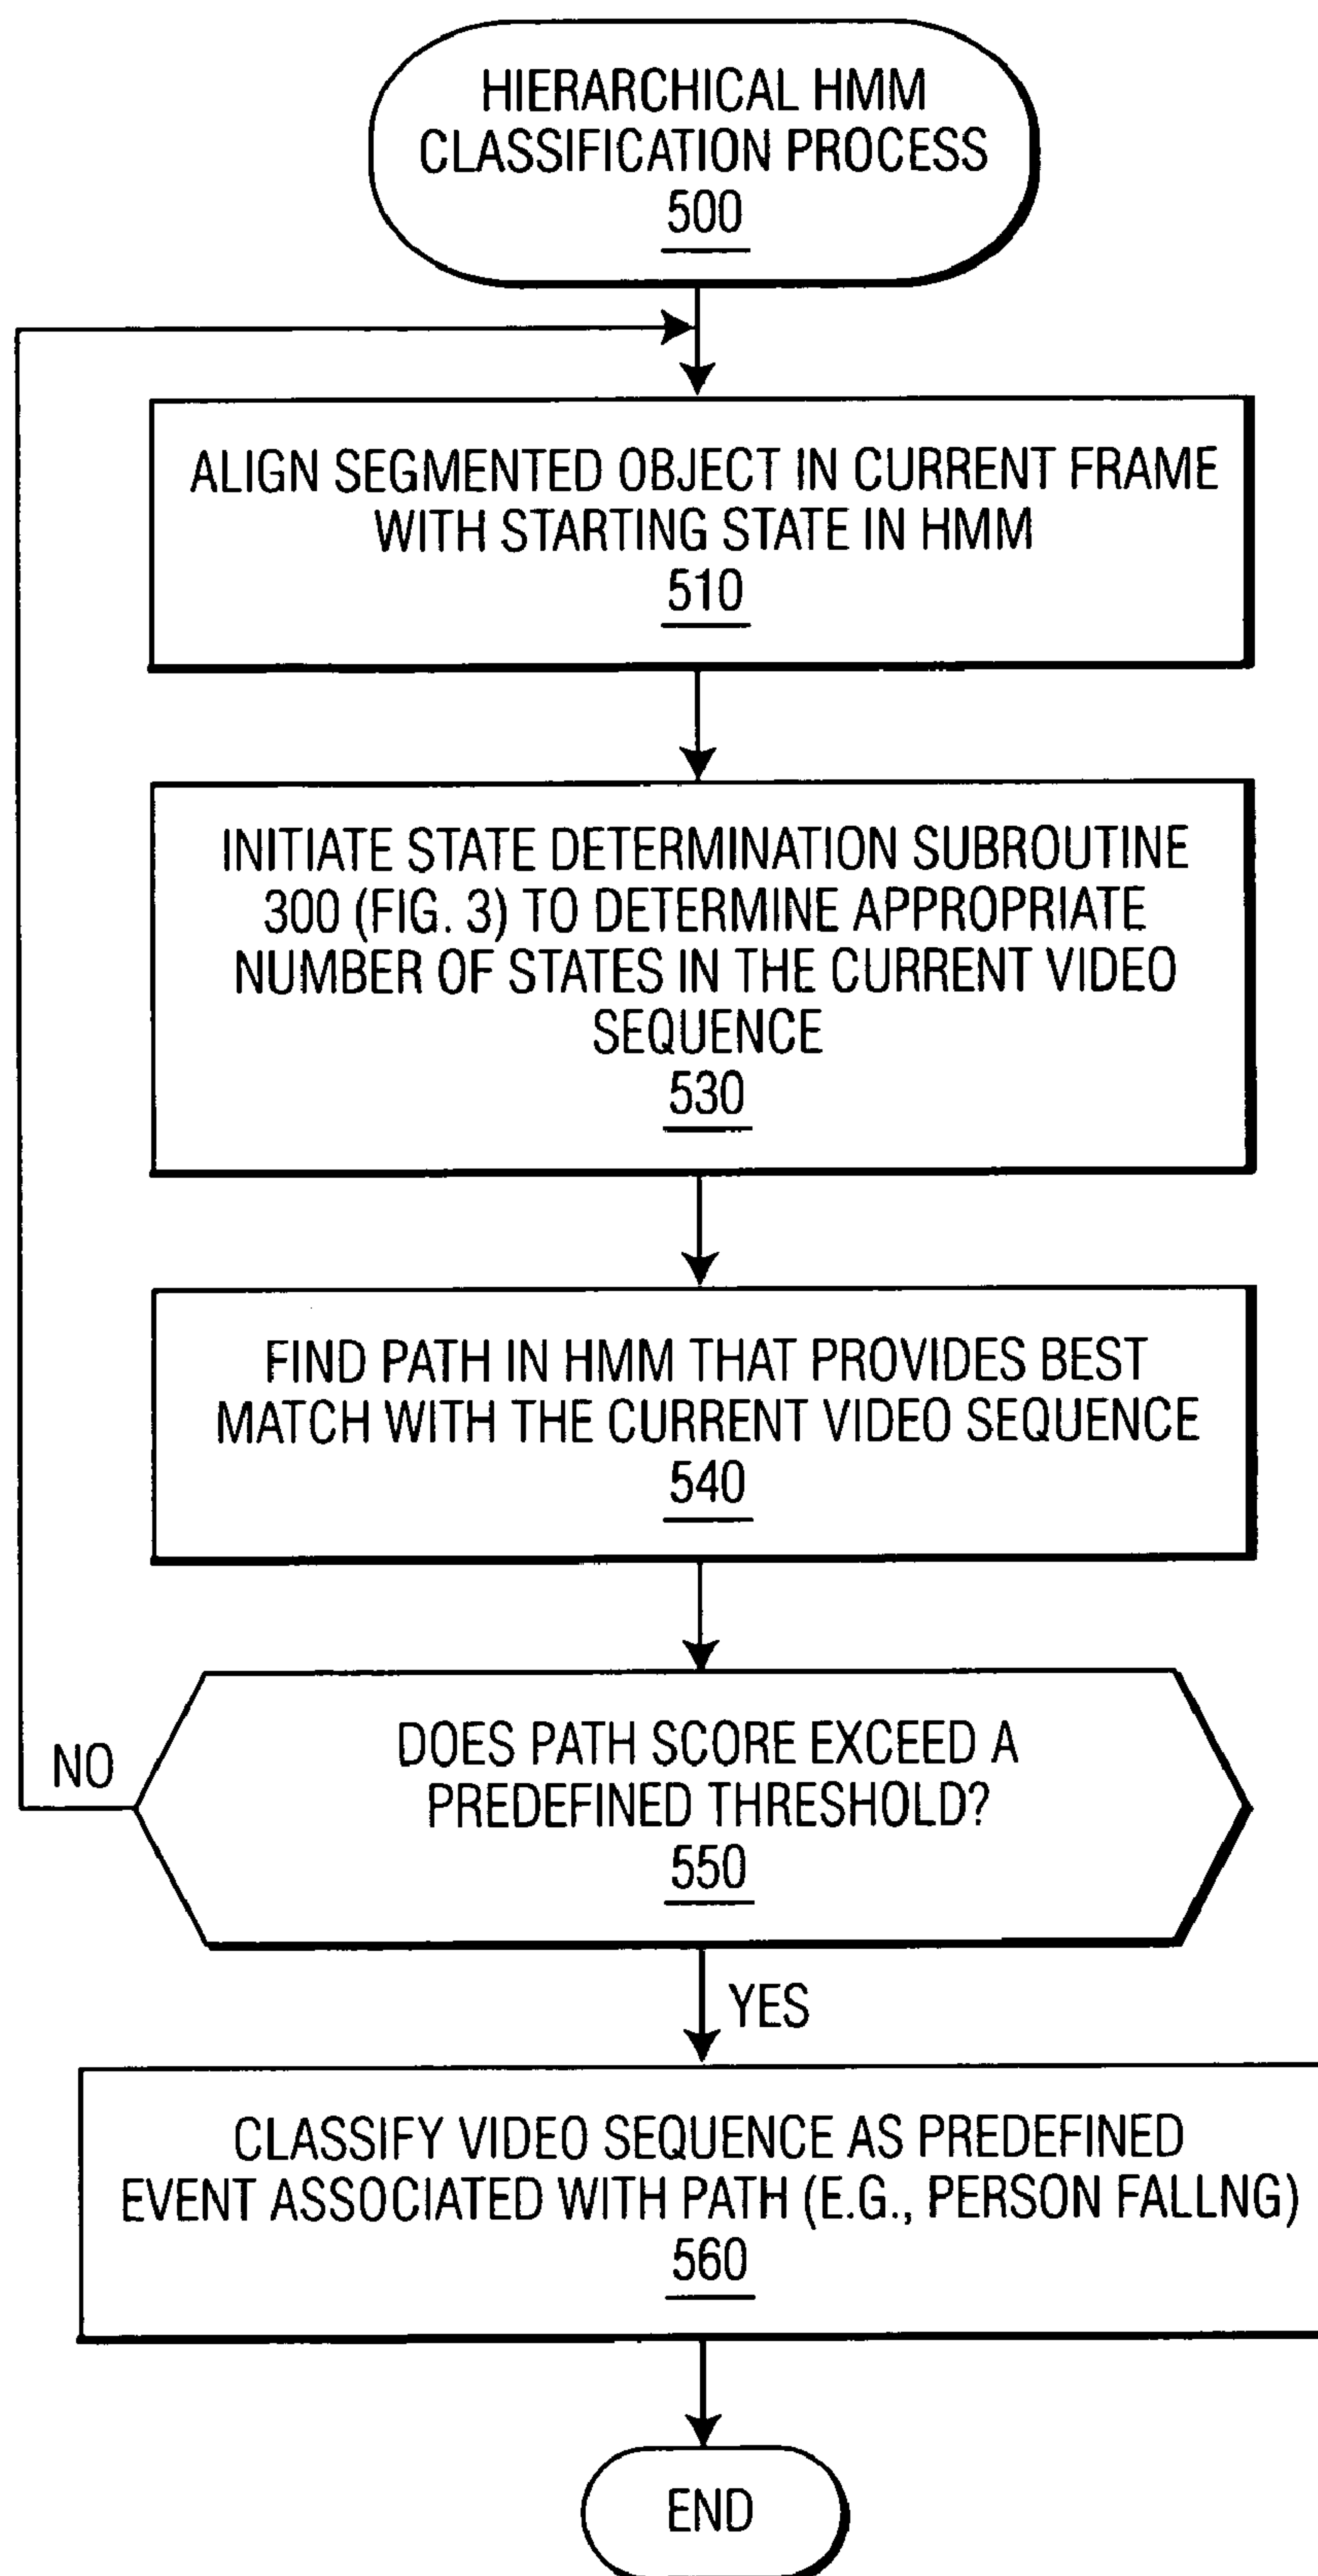 HIERARCHICAL HMM
CLASSIFICATION PROCESS
500
ALIGN SEGMENTED OBJECT IN CURRENT FRAME
WITH STARTING STATE IN HMM
510
INITIATE STATE DETERMINATION SUBROUTINE
300 (FIG. 3) TO DETERMINE APPROPRIATE
NUMBER OF STATES IN THE CURRENT VIDEO
SEQUENCE
530
FIND PATH IN HMM THAT PROVIDES BEST
MATCH WITH THE CURRENT VIDEO SEQUENCE
540
DOES PATH SCORE EXCEED A
PREDEFINED THRESHOLD?
550
NO
YES
CLASSIFY VIDEO SEQUENCE AS PREDEFINED
EVENT ASSOCIATED WITH PATH (E.G., PERSON FALLNG)
560
END